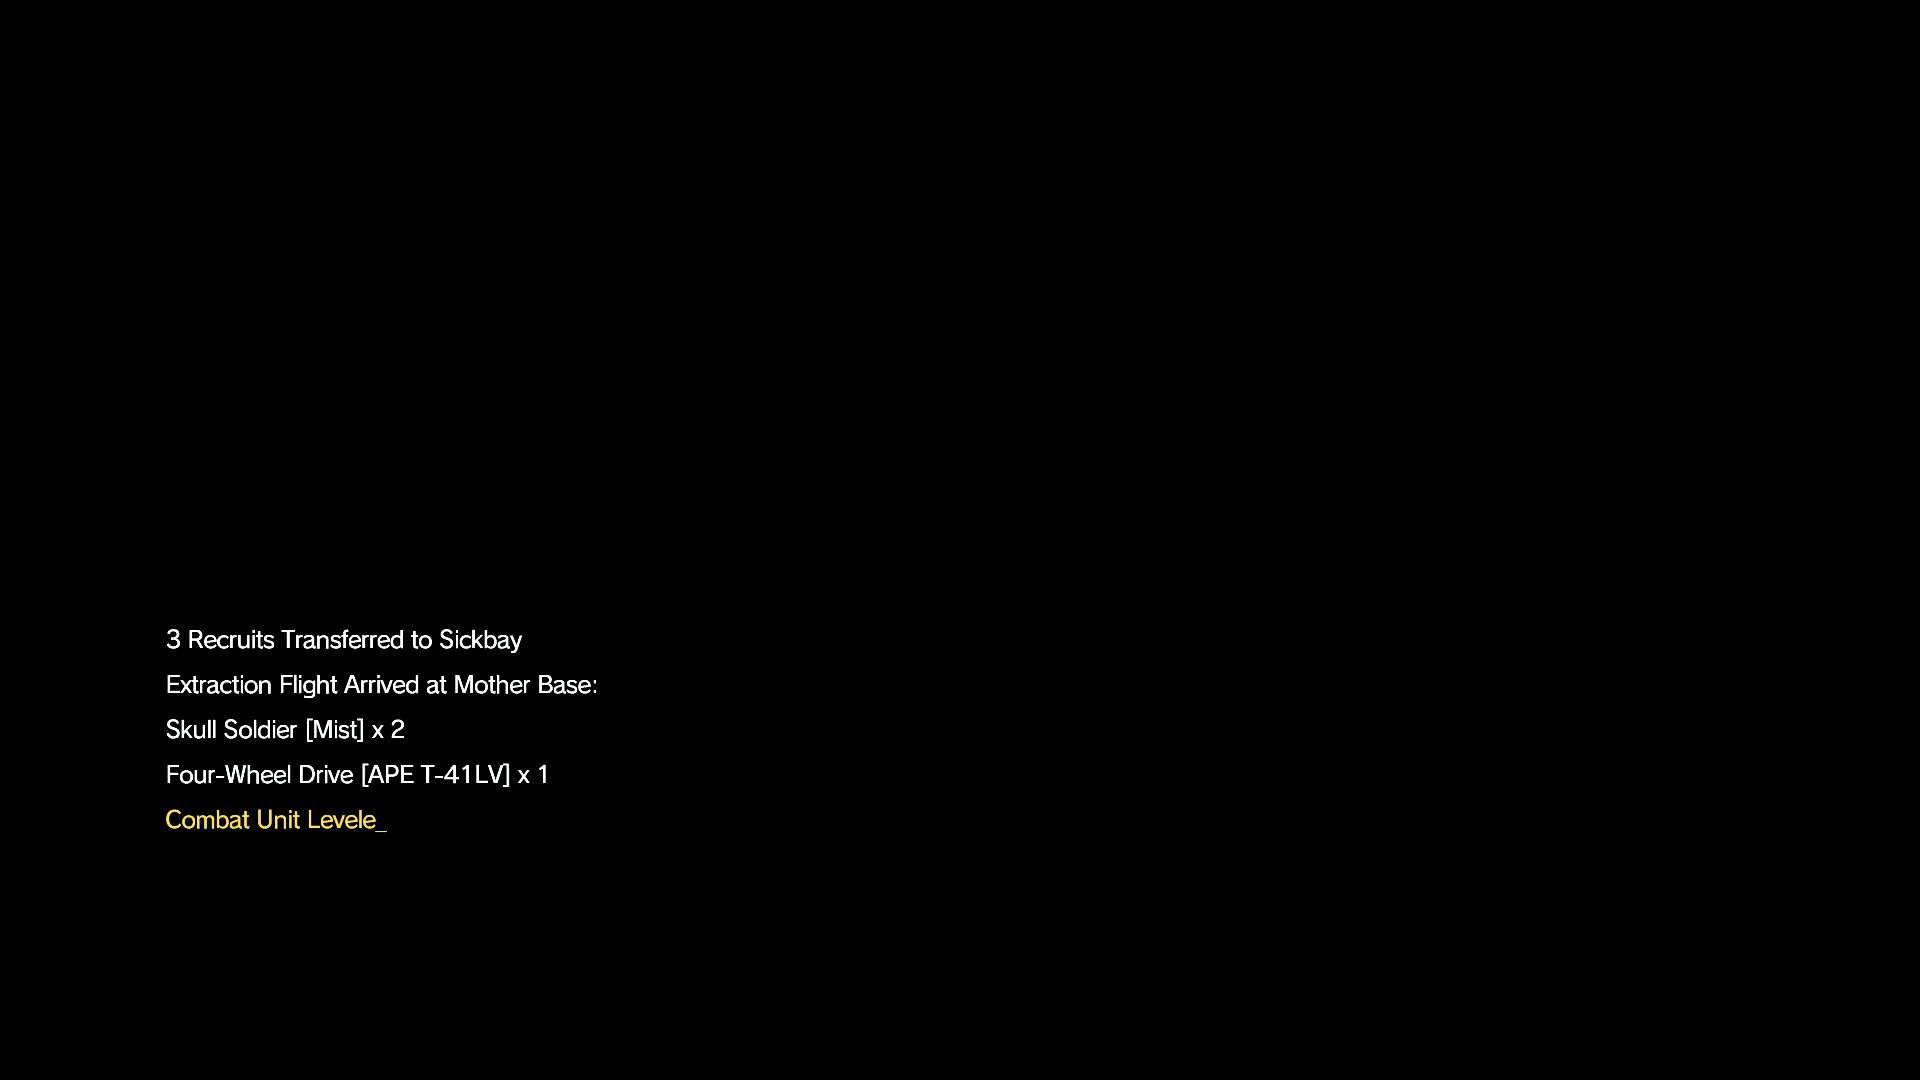 3 Recruits Transferred to Sickbay
Extraction Flight Arrived at Mother Base:
Skull Soldier [Mist] x 2
Four-Wheel Drive [APE T-41LV] x 1
Combat Unit Levele_